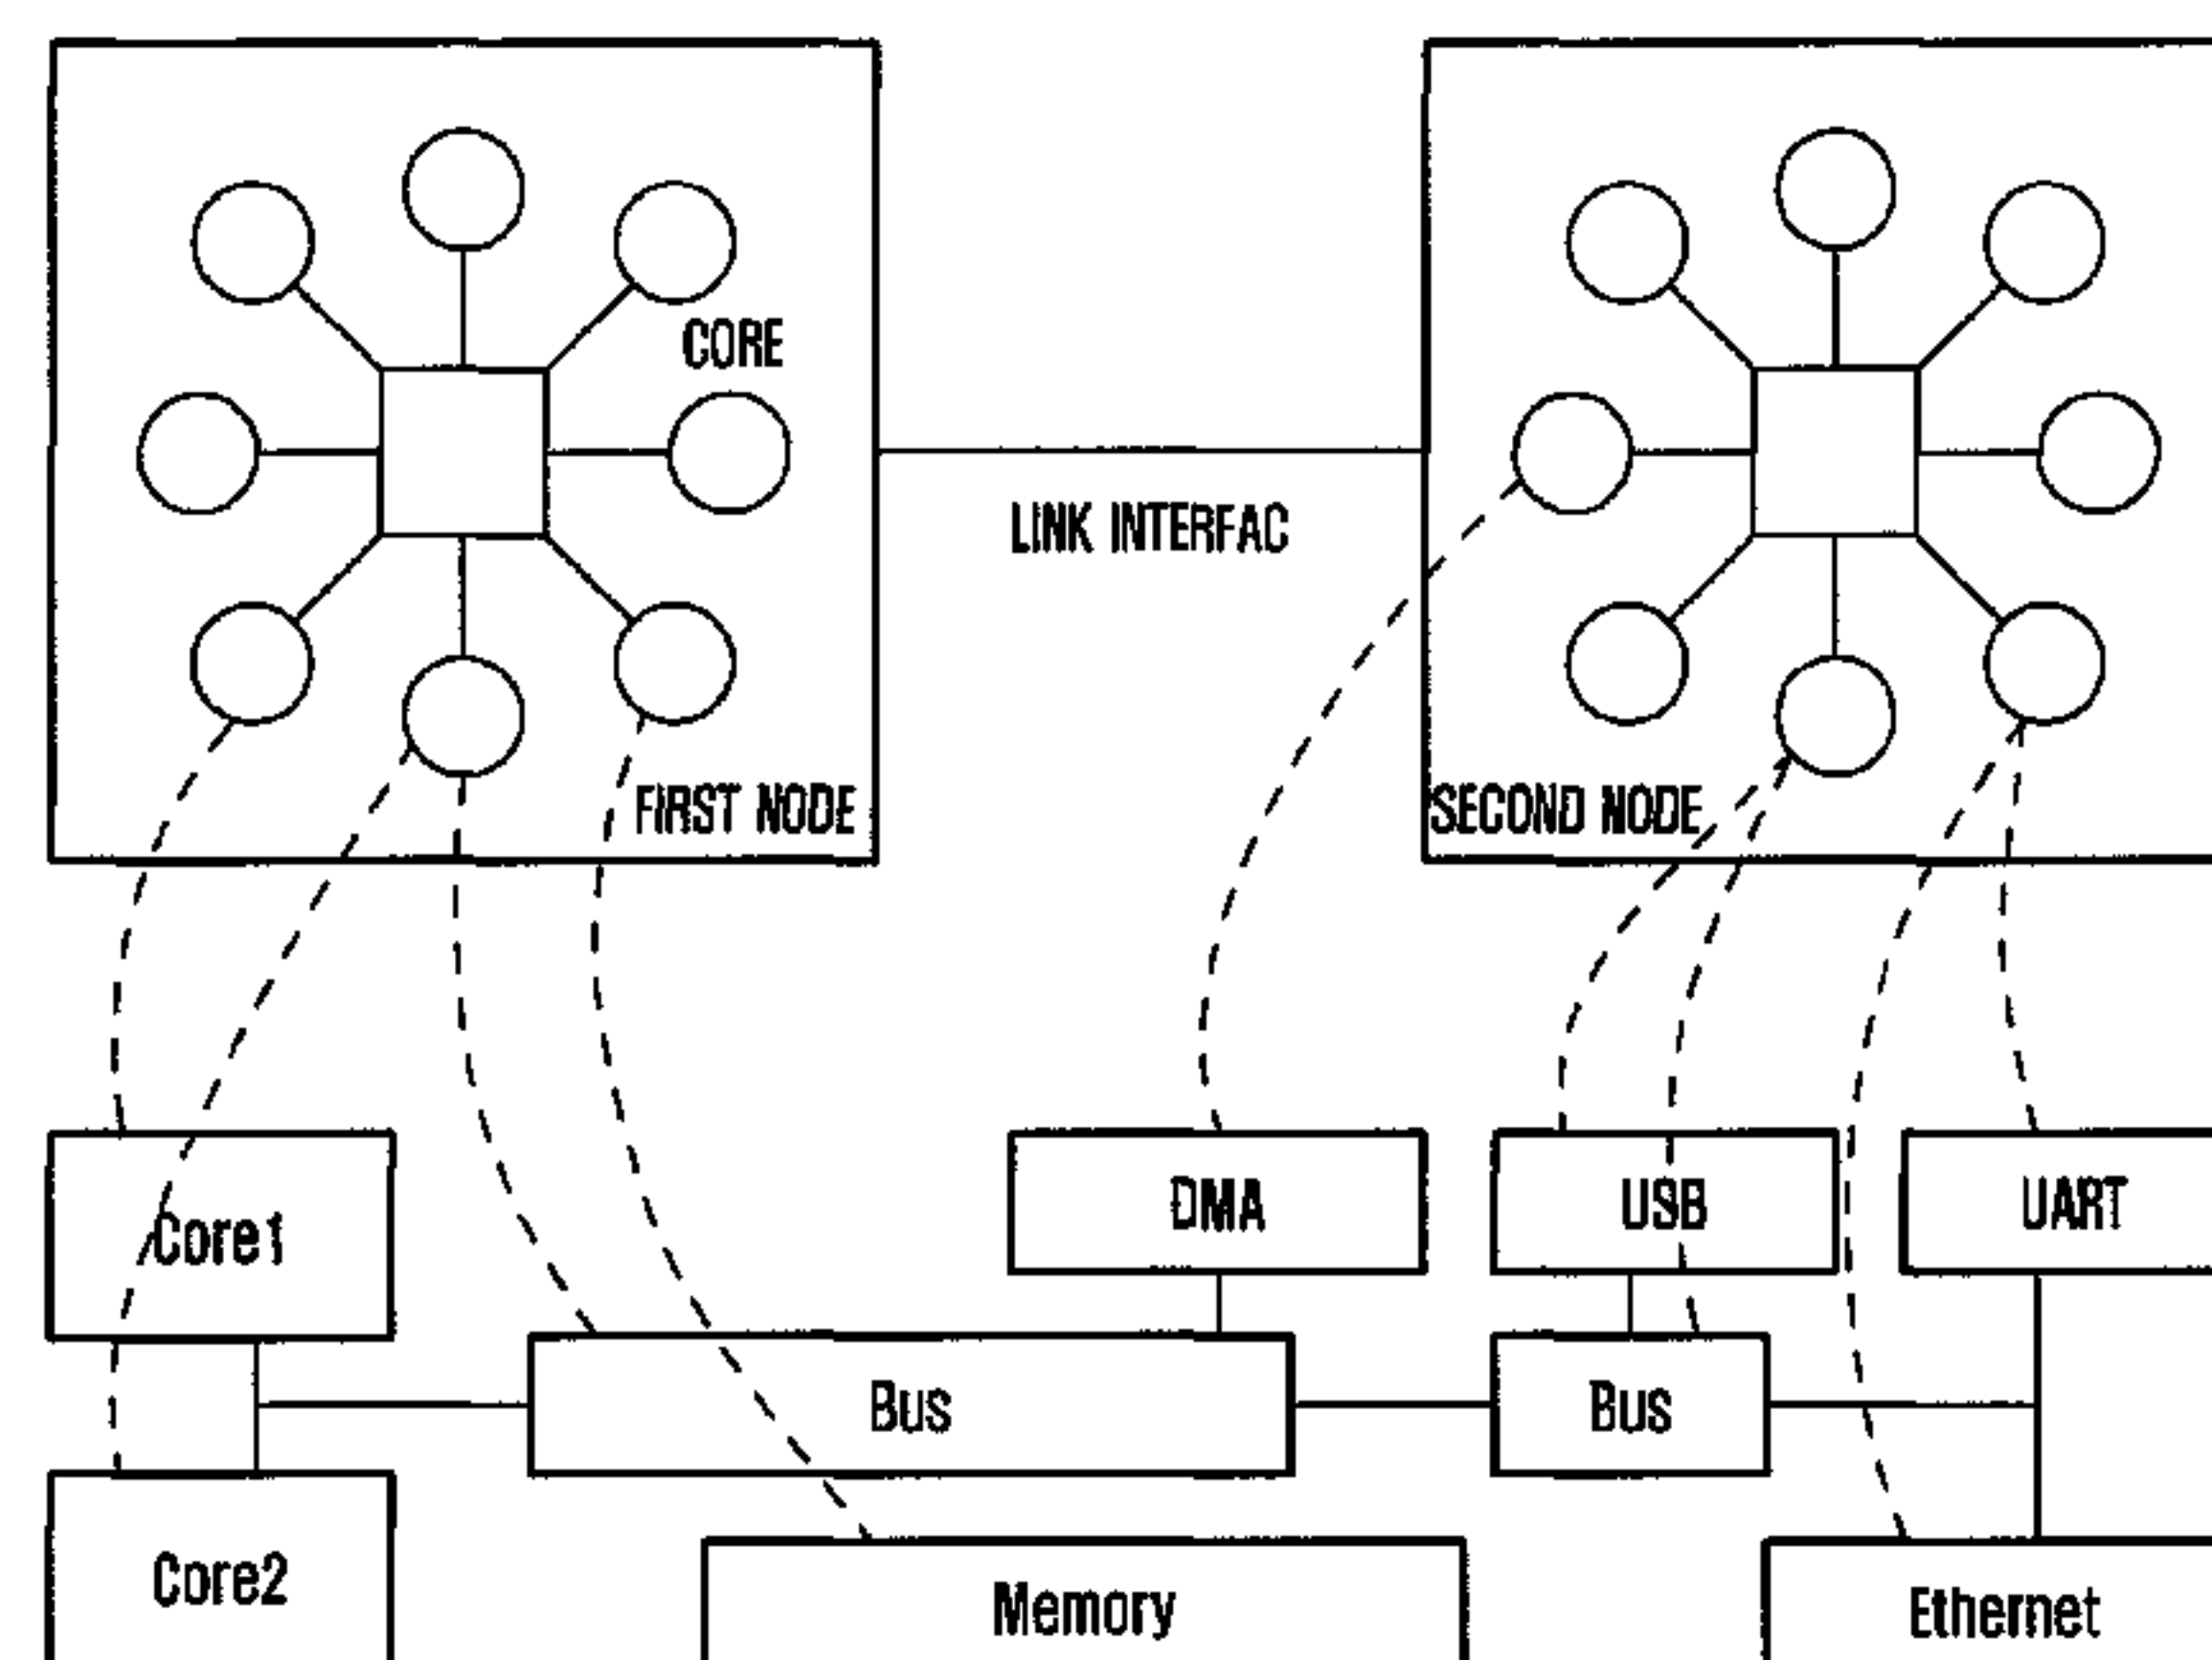 CORE
LINK INTERFAC
FIRST NODE
SECOND NODE
DMA
USB
UART
Core1
Bus
Bus
Core2
Memory
Ethernet